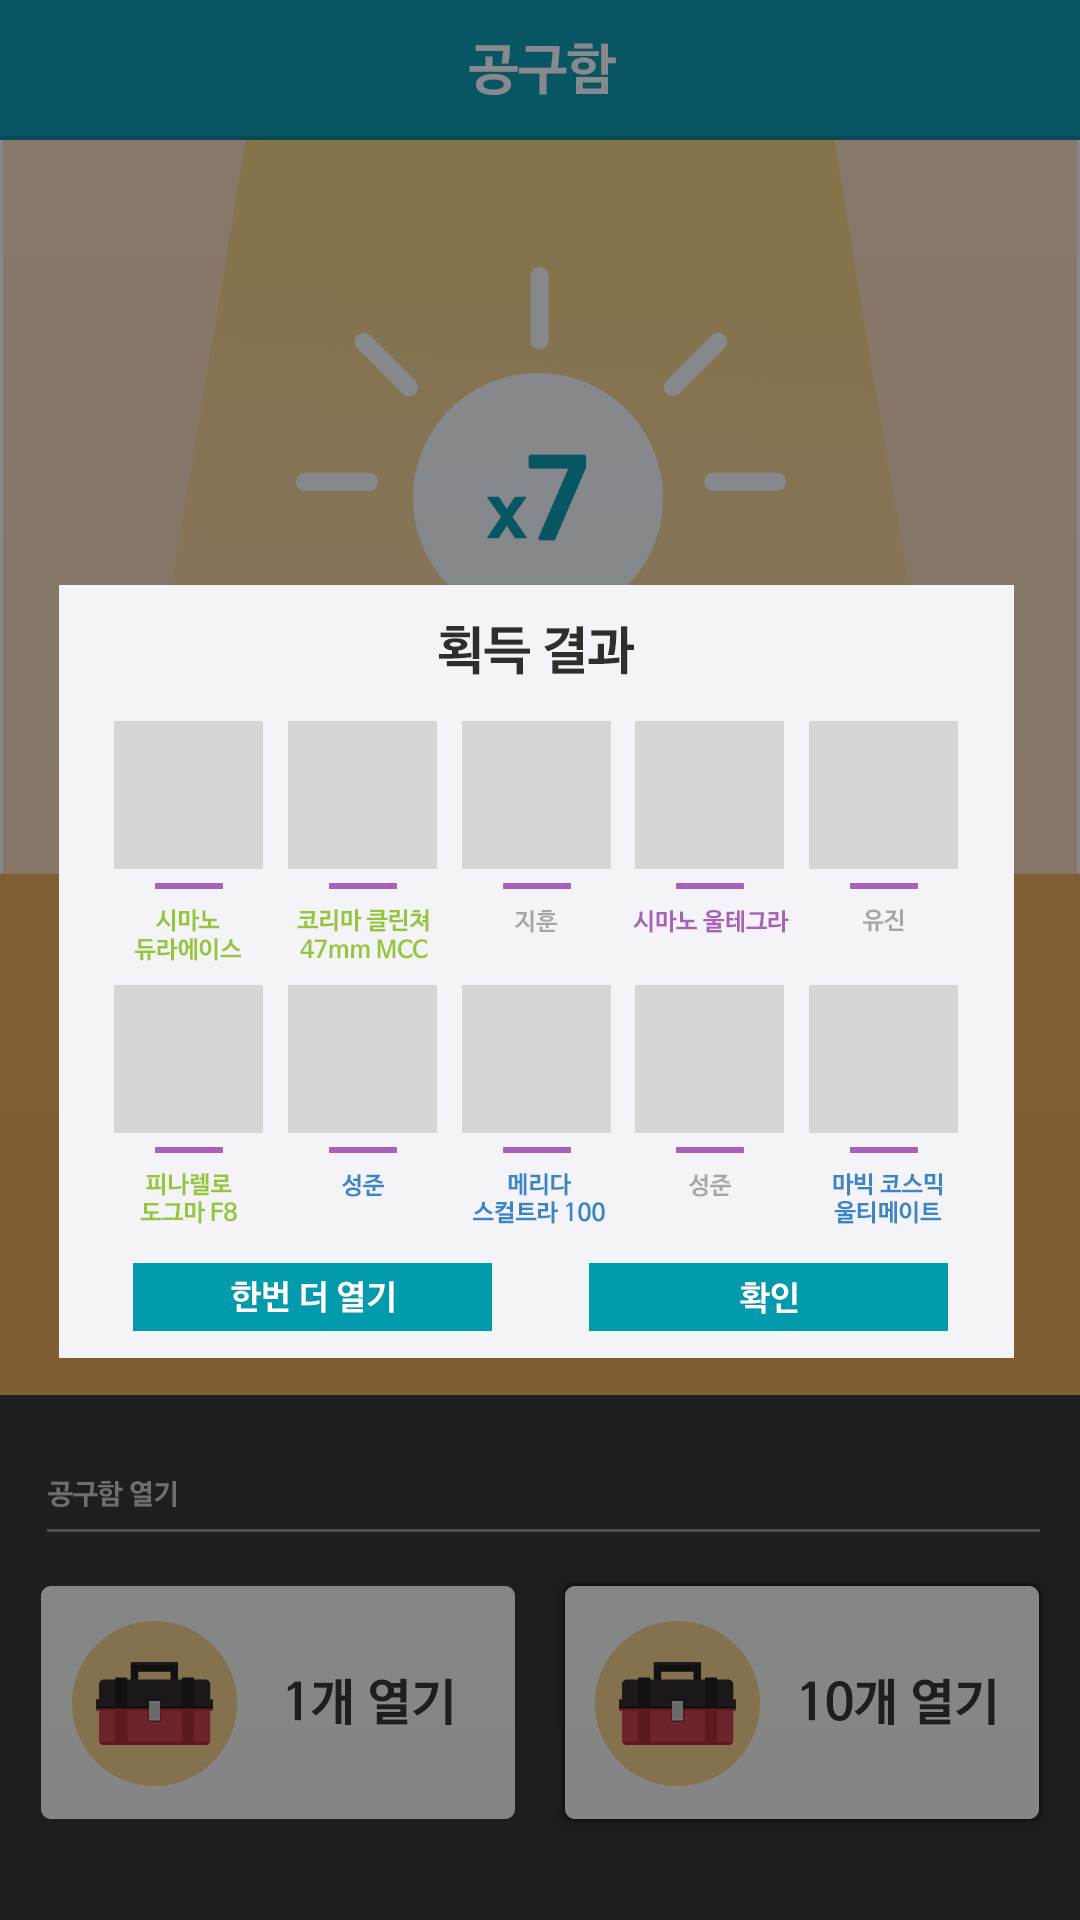 공구함
x7
획득 결과
시마노
듀라에이스
코리마 클린쳐
47mm MCC
지훈
시마노 울테그라
유진
피나렐로
도그마 F8
성준
메리다
스컬트라 100
성준
마빅 코스믹
울티메이트
한번 더 열기
확인
공구함 열기
1개 열기
10개 열기